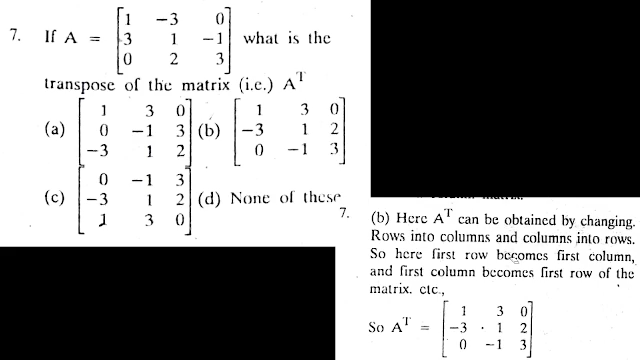 7. If A = [1 -3 0
3 1 -1 what is the
0 2 3]
transpose of the matrix (i.e.) A^T
(a) [1 3 0
0 -1 3
-3 1 2]
(b) [1 3 0
-3 1 2
0 -1 3]
(c) [0 -1 3
-3 1 2
1 3 0]
(d) None of these
7.
(b) Here A^T can be obtained by changing.
Rows into columns and columns into rows.
So here first row becomes first column,
and first column becomes first row of the
matrix. etc.,
So A^T = [1 3 0
-3 1 2
0 -1 3]